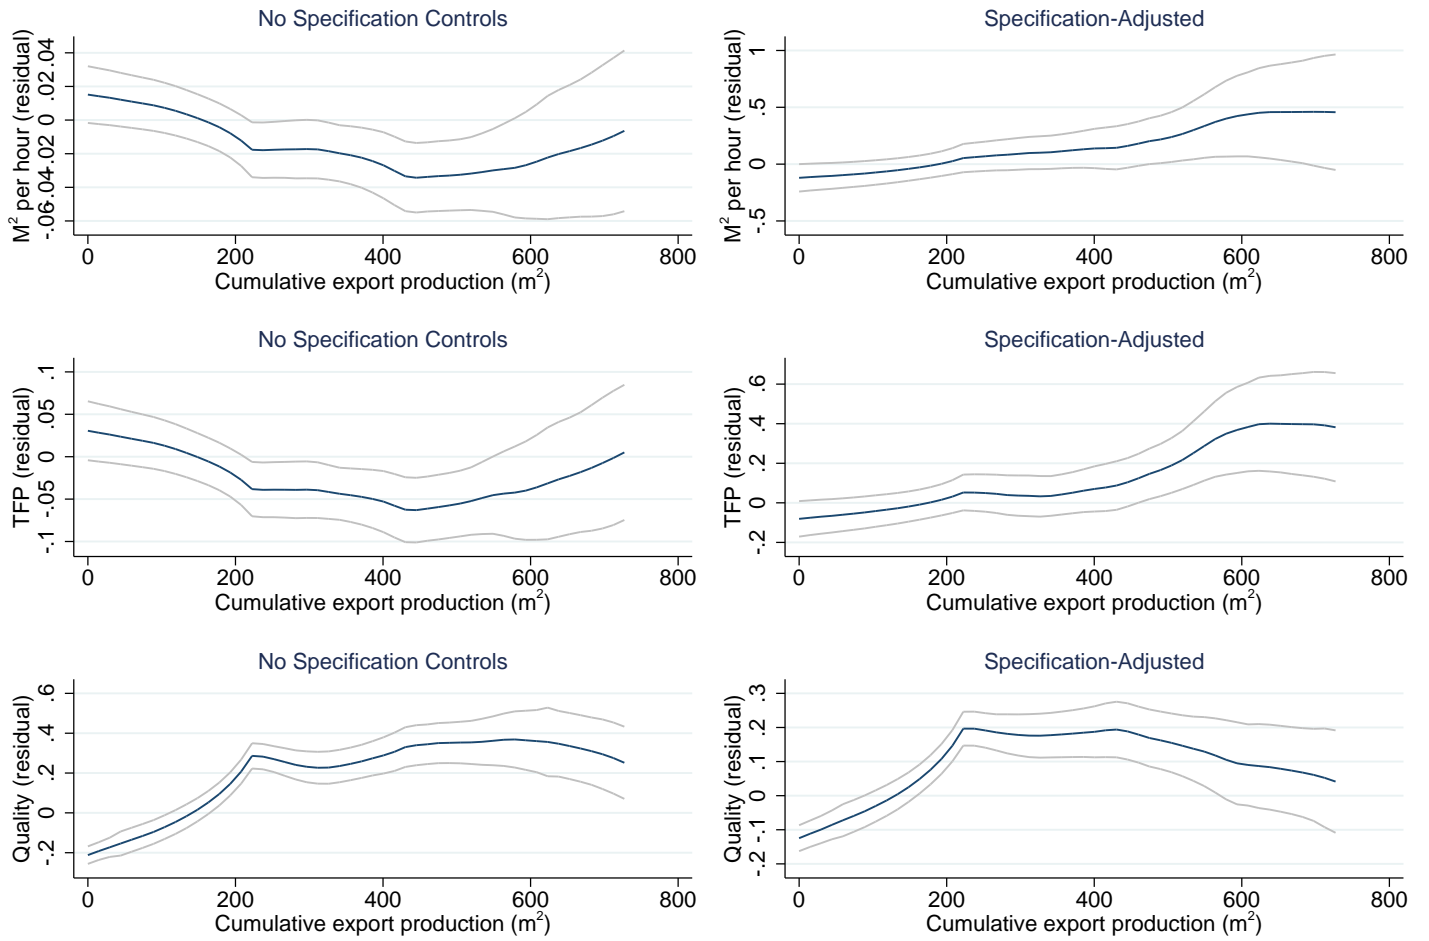 No Specification Controls
M2 per hour (residual)
-.06-.04-.02 0 .02.04
0 200 400 600 800
Cumulative export production (m2)
Specification-Adjusted
M2 per hour (residual)
-.5 0 .5 1
0 200 400 600 800
Cumulative export production (m2)
No Specification Controls
TFP (residual)
-.1 -.05 0 .05 .1
0 200 400 600 800
Cumulative export production (m2)
Specification-Adjusted
TFP (residual)
-.2 0 .2 .4 .6
0 200 400 600 800
Cumulative export production (m2)
No Specification Controls
Quality (residual)
-.2 0 .2 .4 .6
0 200 400 600 800
Cumulative export production (m2)
Specification-Adjusted
Quality (residual)
-.2 -.1 0 .1 .2 .3
0 200 400 600 800
Cumulative export production (m2)